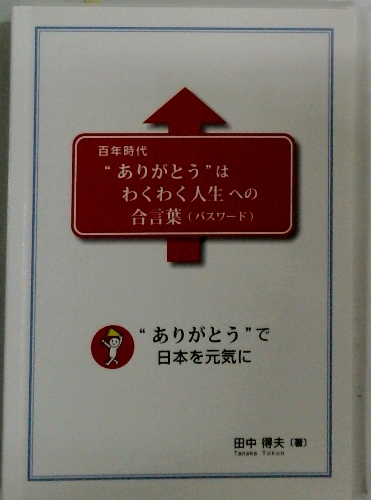 百年時代
“ありがとう”は
わくわく人生への
合言葉(パスワード)
“ありがとう”で
日本を元気に
田中 得夫〔著〕
Tanaka Tokuo